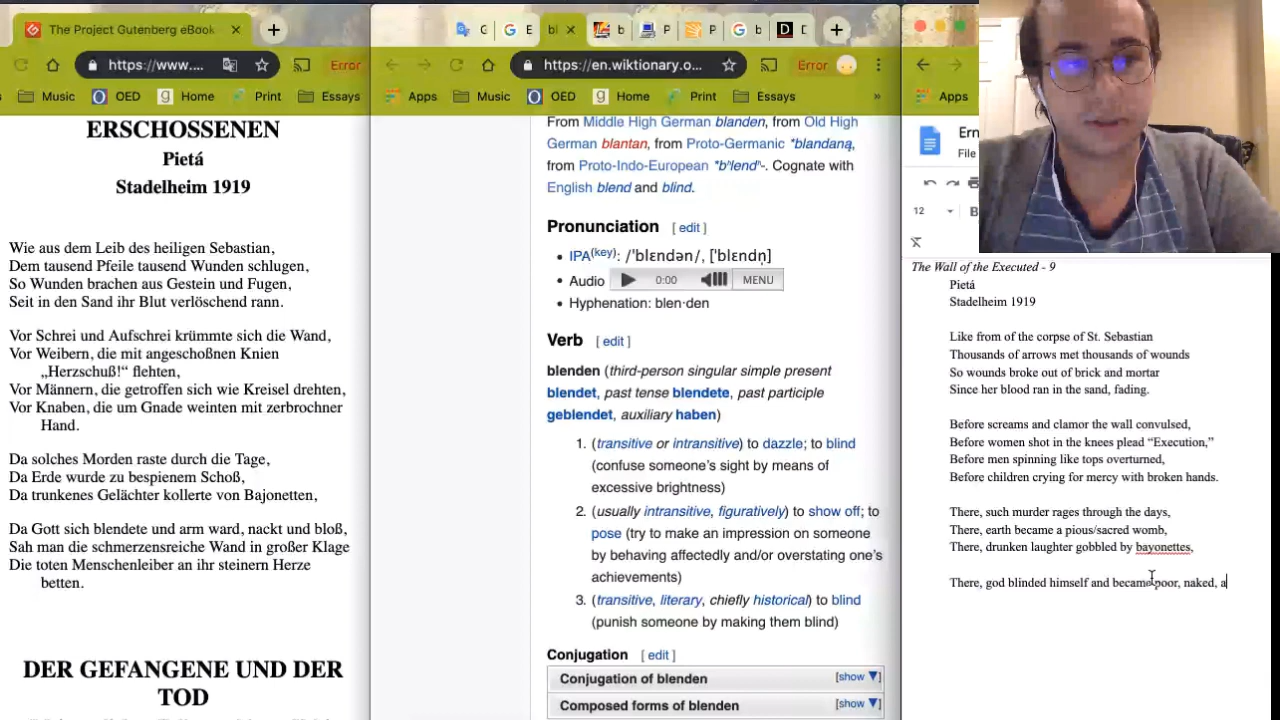 The Project Gutenberg eBook
https://www....
Error
Music
OED
Home
Print
Essays
ERSCHOSSENEN
Pietá
Stadelheim 1919
Wie aus dem Leib des heiligen Sebastian,
Dem tausend Pfeile tausend Wunden schlugen,
So Wunden brachen aus Gestein und Fugen,
Seit in den Sand ihr Blut verlöschend rann.
Vor Schrei und Aufschrei krümmte sich die Wand,
Vor Weibern, die mit angeschoßnen Knien
„Herzschuß!“ flehten,
Vor Männern, die getroffen sich wie Kreisel drehten,
Vor Knaben, die um Gnade weinten mit zerbrochner
Hand.
Da solches Morden raste durch die Tage,
Da Erde wurde zu bespienem Schoß,
Da trunkenes Gelächter kollerte von Bajonetten,
Da Gott sich blendete und arm ward, nackt und bloß,
Sah man die schmerzensreiche Wand in großer Klage
Die toten Menschenleiber an ihr steinern Herze
betten.
DER GEFANGENE UND DER
TOD
https://en.wiktionary.o...
Error
Apps
Music
OED
Home
Print
Essays
»
From Middle High German blanden, from Old High
German blantan, from Proto-Germanic *blandaną,
from Proto-Indo-European *bʰlendʰ-. Cognate with
English blend and blind.
Pronunciation [ edit ]
IPA(key): /ˈblɛndən/, [ˈblɛndn̩]
Audio 0:00 MENU
Hyphenation: blen·den
Verb [ edit ]
blenden (third-person singular simple present
blendet, past tense blendete, past participle
geblendet, auxiliary haben)
1. (transitive or intransitive) to dazzle; to blind
(confuse someone’s sight by means of
excessive brightness)
2. (usually intransitive, figuratively) to show off; to
pose (try to make an impression on someone
by behaving affectedly and/or overstating one’s
achievements)
3. (transitive, literary, chiefly historical) to blind
(punish someone by making them blind)
Conjugation [ edit ]
Conjugation of blenden [show ▼]
Composed forms of blenden [show ▼]
Apps
Ern
File
12
B
The Wall of the Executed - 9
Pietá
Stadelheim 1919
Like from of the corpse of St. Sebastian
Thousands of arrows met thousands of wounds
So wounds broke out of brick and mortar
Since her blood ran in the sand, fading.
Before screams and clamor the wall convulsed,
Before women shot in the knees plead “Execution,”
Before men spinning like tops overturned,
Before children crying for mercy with broken hands.
There, such murder rages through the days,
There, earth became a pious/sacred womb,
There, drunken laughter gobbled by bayonettes,
There, god blinded himself and became poor, naked, a